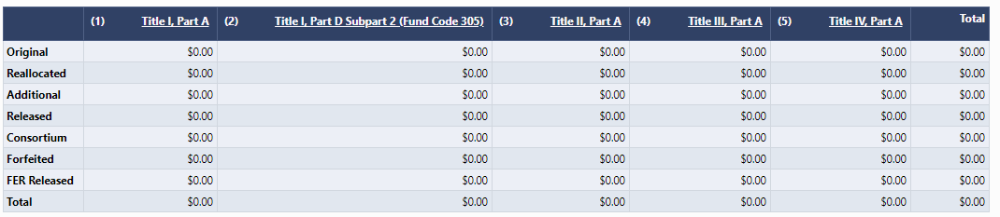 (1) Title I, Part A (2) Title I, Part D Subpart 2 (Fund Code 305) (3) Title II, Part A (4) Title III, Part A (5) Title IV, Part A Total
Original $0.00 $0.00 $0.00 $0.00 $0.00 $0.00
Reallocated $0.00 $0.00 $0.00 $0.00 $0.00 $0.00
Additional $0.00 $0.00 $0.00 $0.00 $0.00 $0.00
Released $0.00 $0.00 $0.00 $0.00 $0.00 $0.00
Consortium $0.00 $0.00 $0.00 $0.00 $0.00 $0.00
Forfeited $0.00 $0.00 $0.00 $0.00 $0.00 $0.00
FER Released $0.00 $0.00 $0.00 $0.00 $0.00 $0.00
Total $0.00 $0.00 $0.00 $0.00 $0.00 $0.00